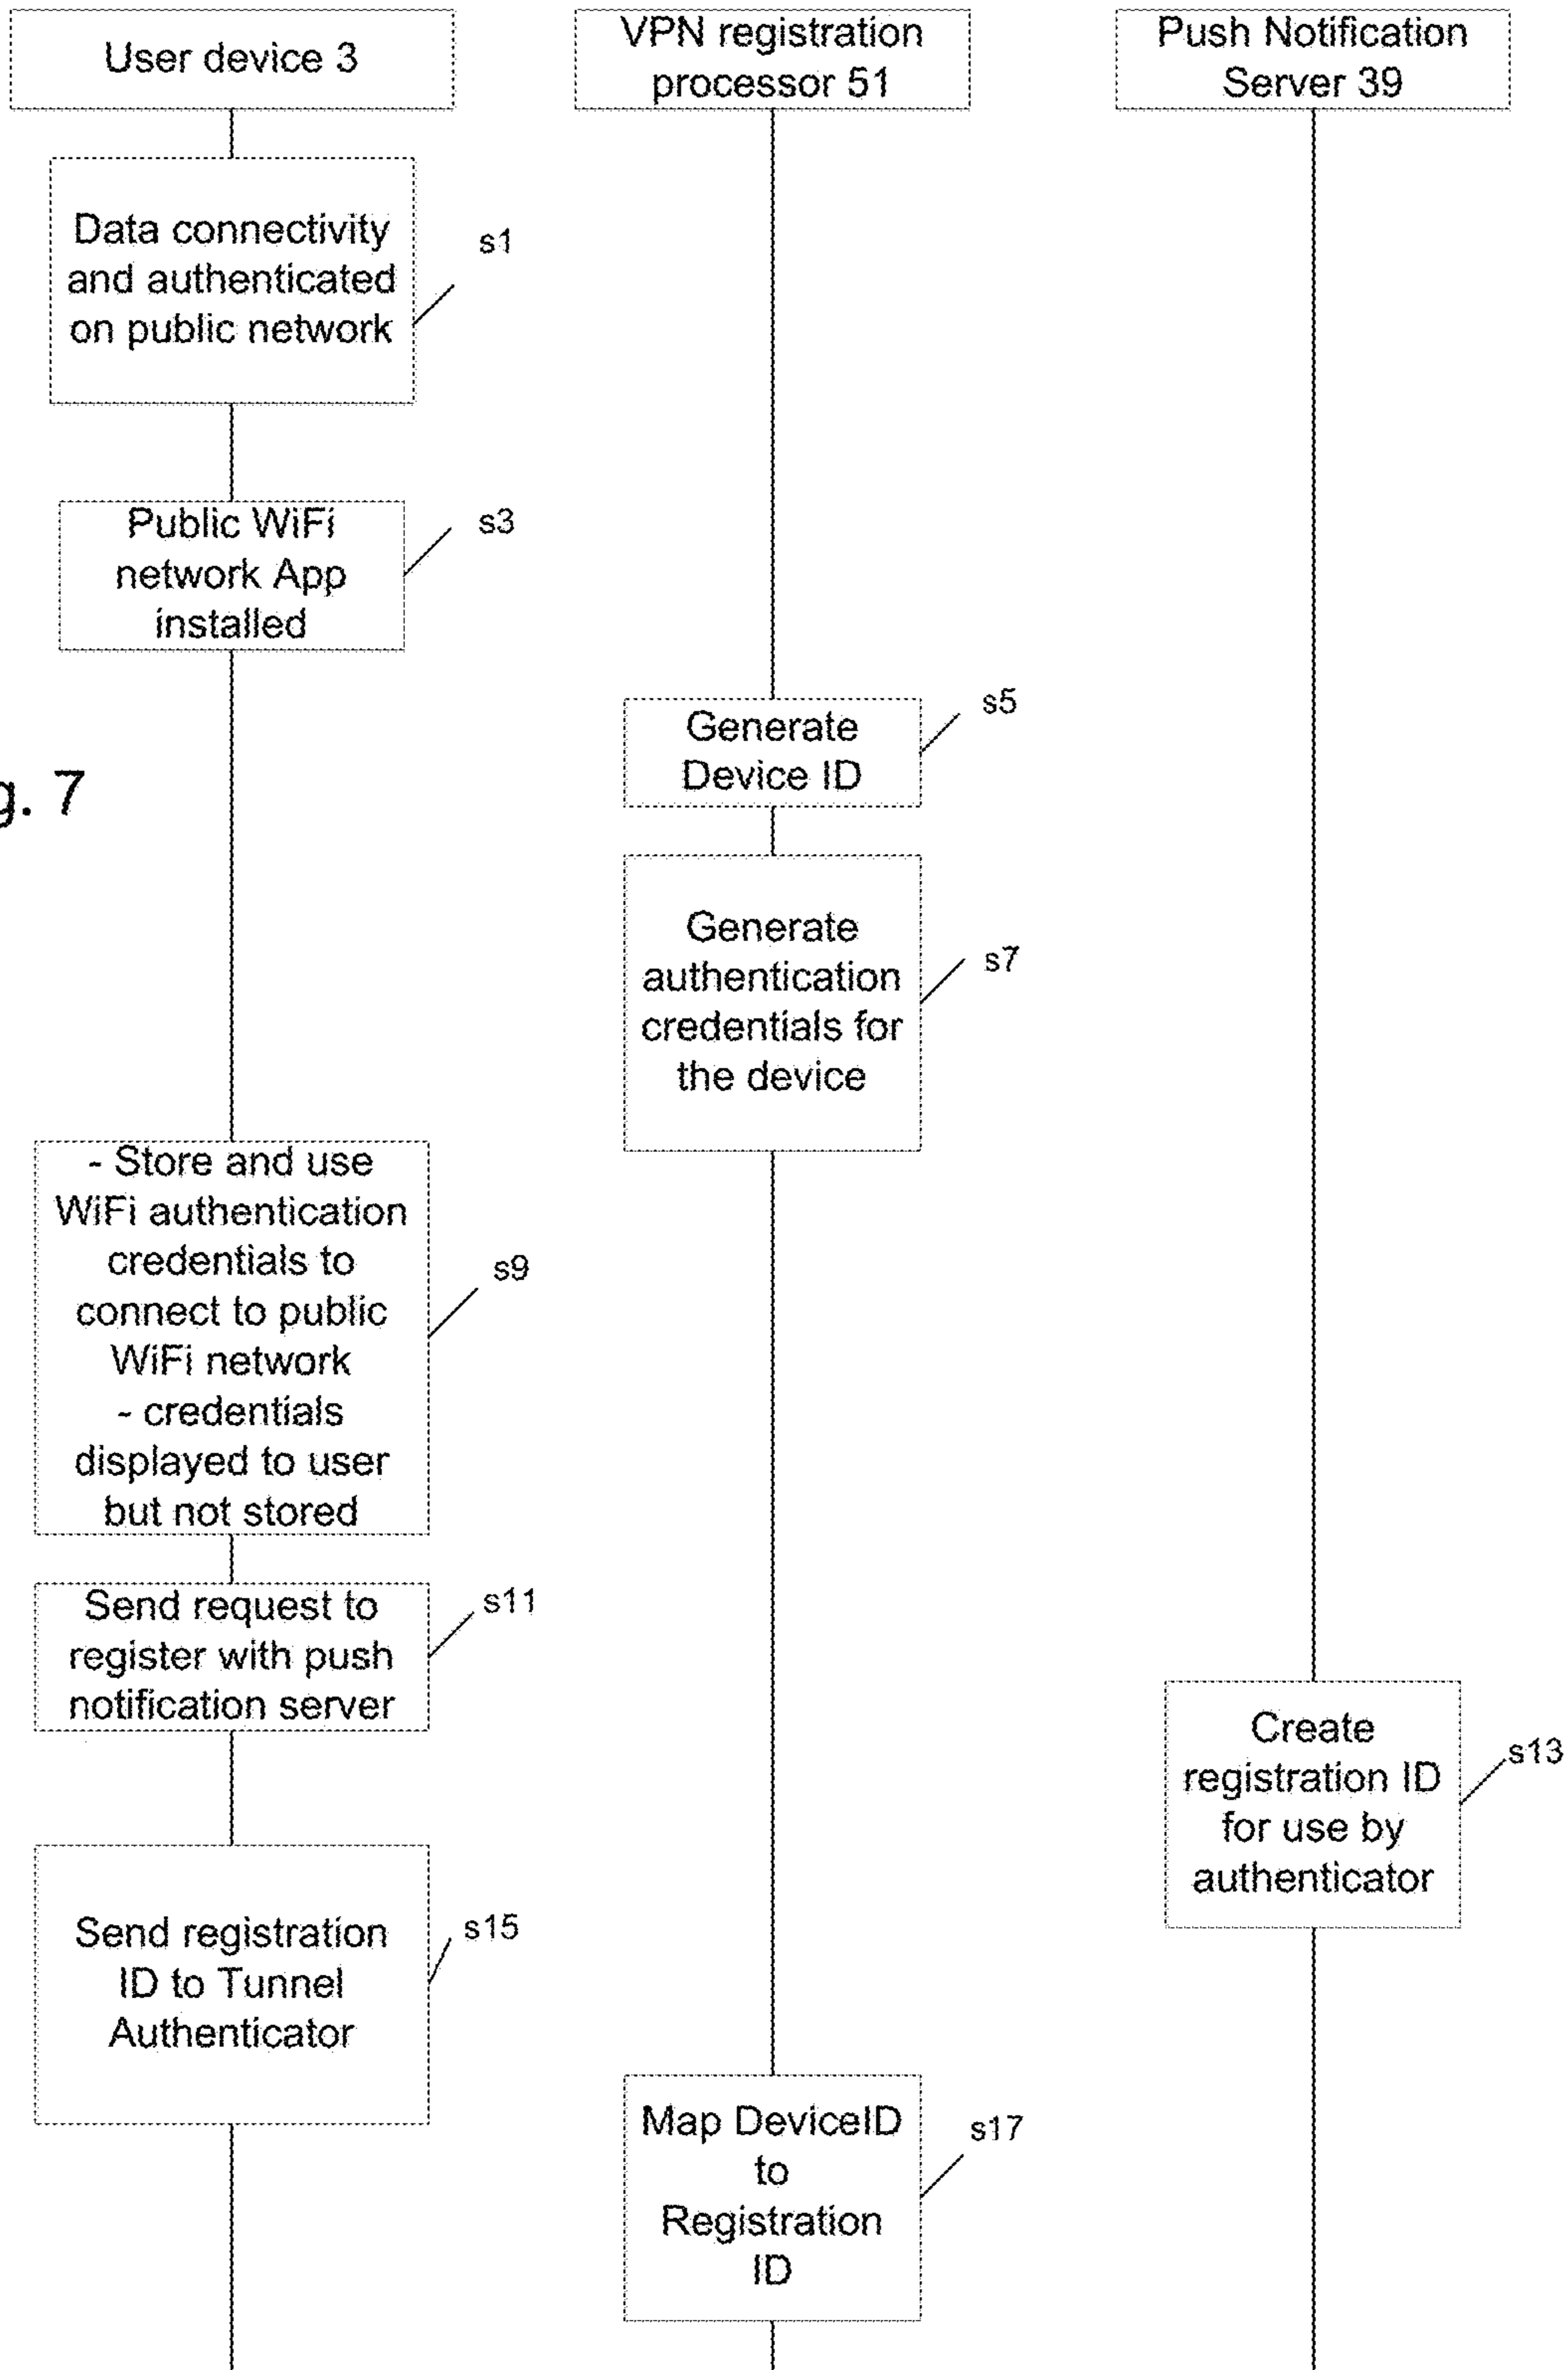 User device 3
VPN registration
processor 51
Push Notification
Server 39
Data connectivity
and authenticated
on public network
s1
Public WiFi
network App
installed
s3
Generate
Device ID
s5
g. 7
Generate
authentication
credentials for
the device
s7
- Store and use
WiFi authentication
credentials to
connect to public
WiFi network
- credentials
displayed to user
but not stored
s9
Send request to
register with push
notification server
s11
Create
registration ID
for use by
authenticator
s13
Send registration
ID to Tunnel
Authenticator
s15
Map DeviceID
to
Registration
ID
s17